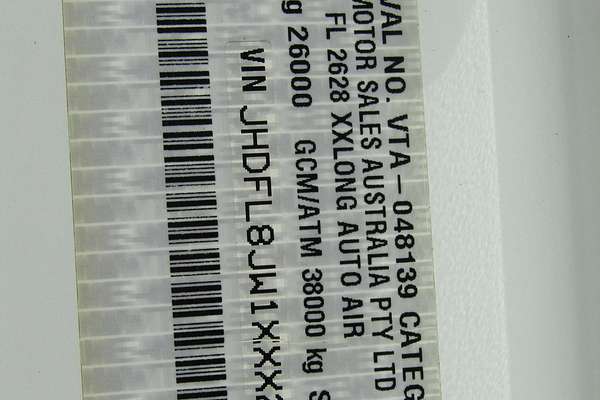 VAL NO. VTA-048139 CATEG
MOTOR SALES AUSTRALIA PTY LTD
FL 2628 XXLONG AUTO AIR
g 26000 GCM/ATM 38000 kg S
VIN JHDFL8JW1XXX